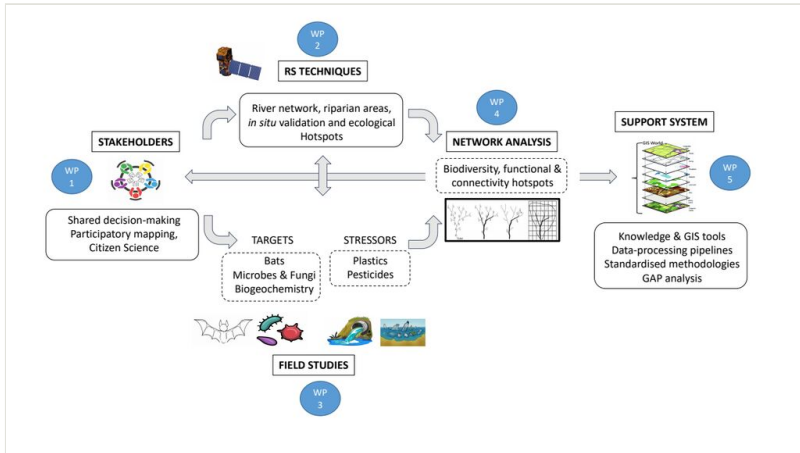 WP
2
RS TECHNIQUES
River network, riparian areas,
in situ validation and ecological
Hotspots
WP
4
NETWORK ANALYSIS
Biodiversity, functional &
connectivity hotspots
STAKEHOLDERS
WP
1
Shared decision-making
Participatory mapping,
Citizen Science
SUPPORT SYSTEM
GIS World
WP
5
Knowledge & GIS tools
Data-processing pipelines
Standardised methodologies
GAP analysis
TARGETS
Bats
Microbes & Fungi
Biogeochemistry
STRESSORS
Plastics
Pesticides
FIELD STUDIES
WP
3